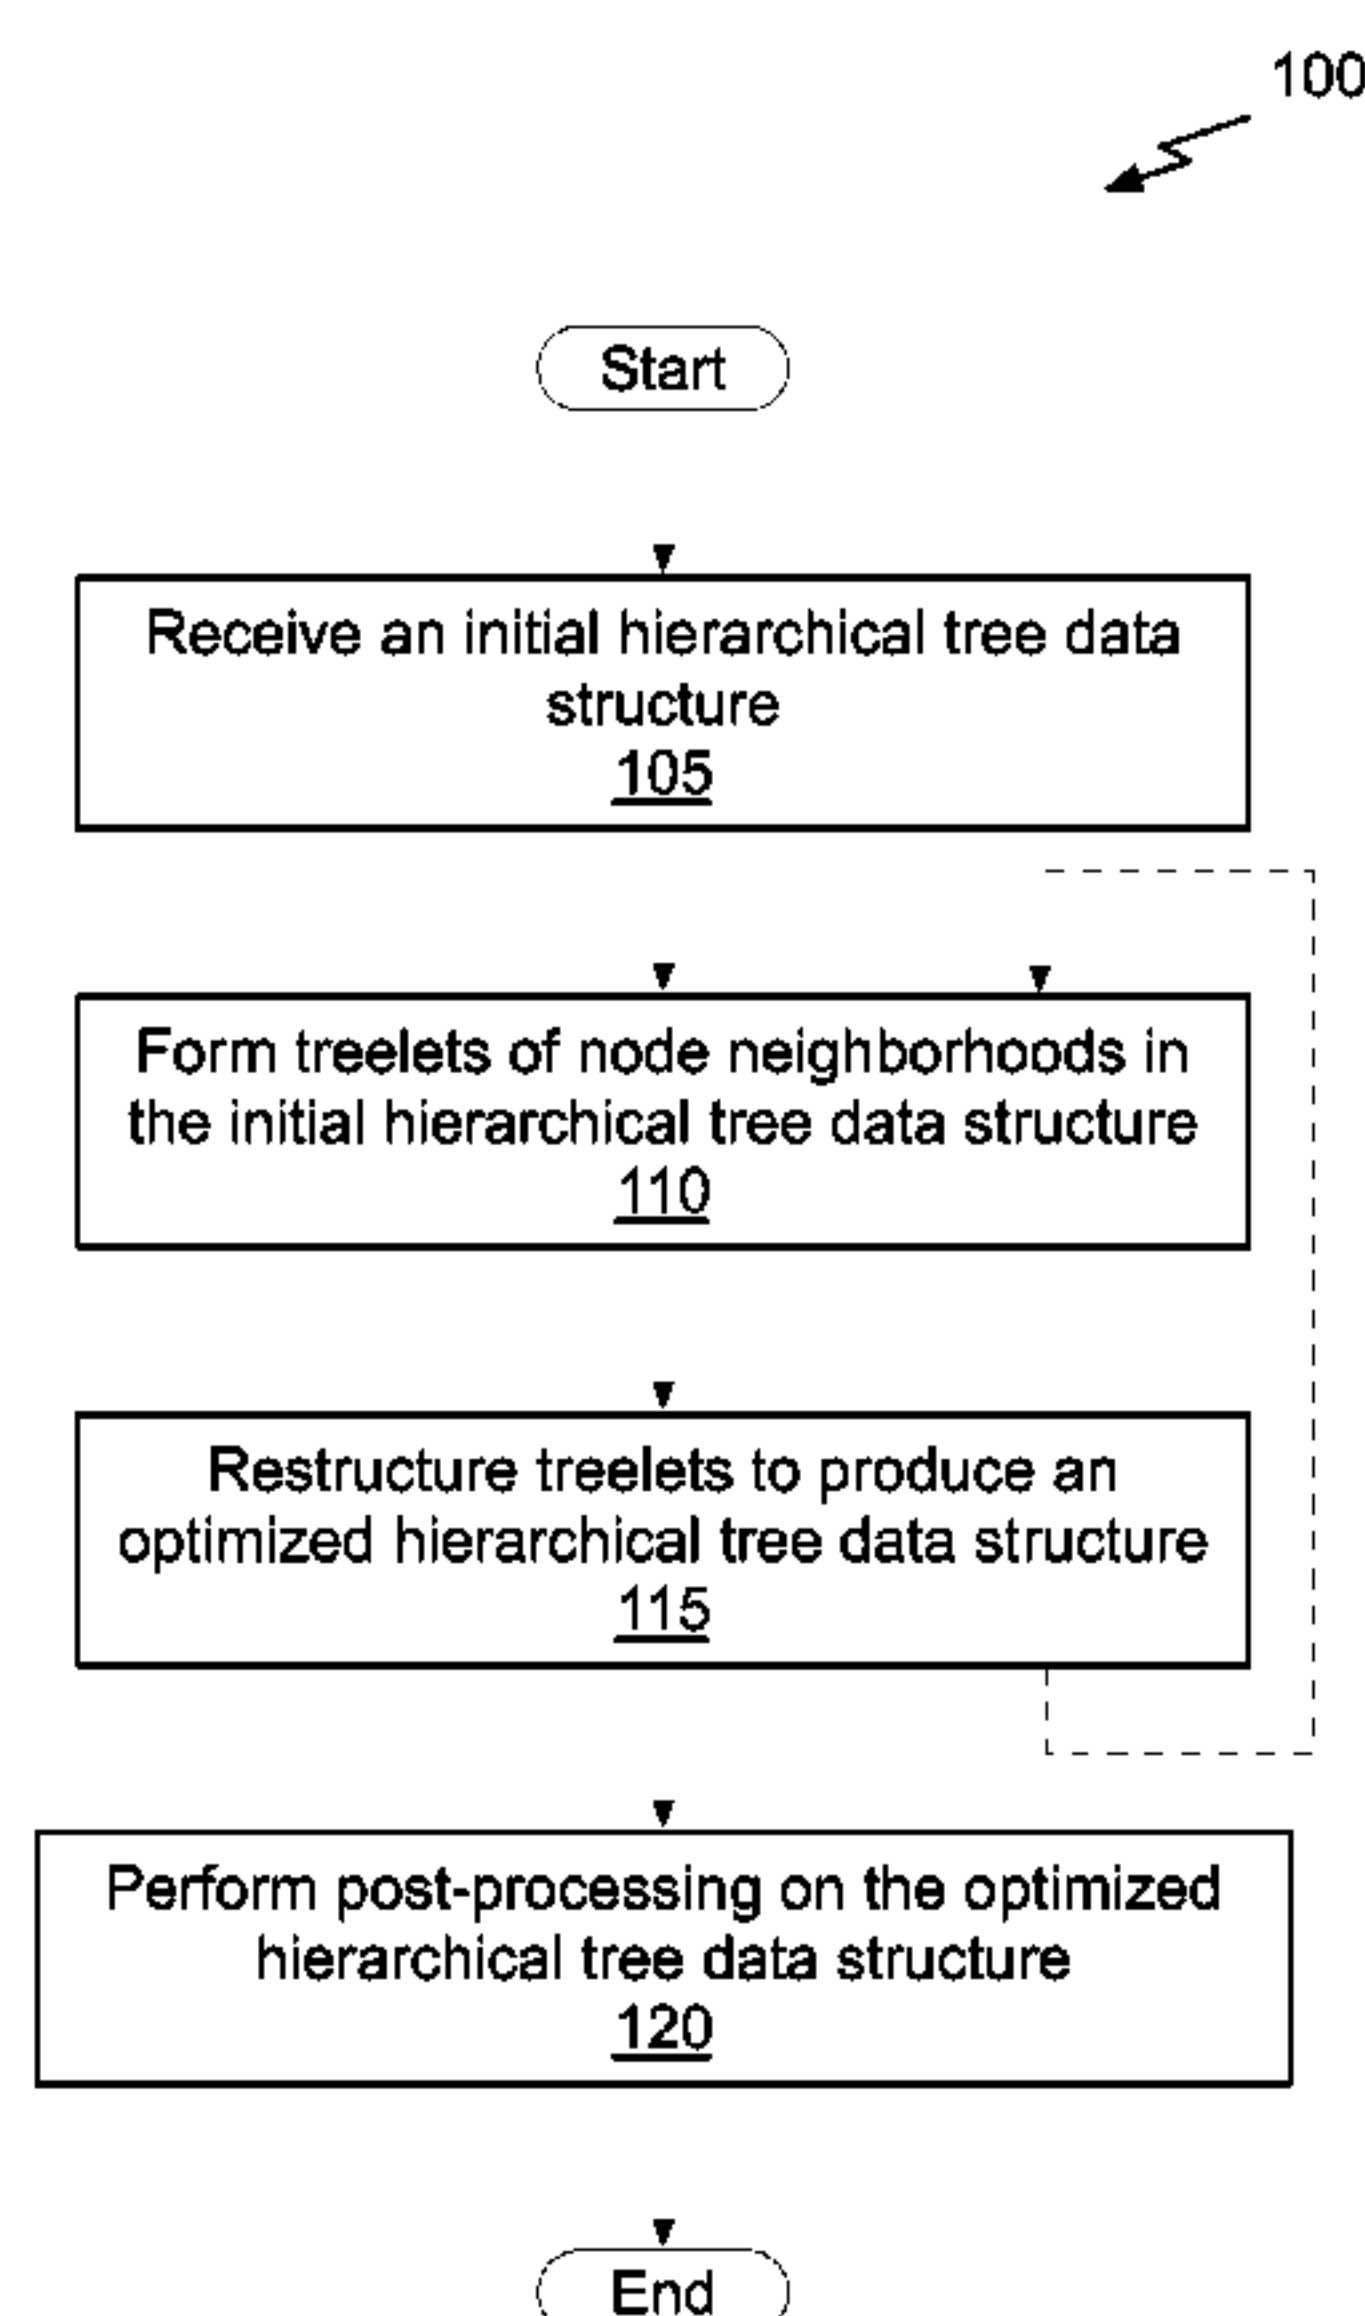 100
Start
Receive an initial hierarchical tree data
structure
105
Form treelets of node neighborhoods in
the initial hierarchical tree data structure
110
Restructure treelets to produce an
optimized hierarchical tree data structure
115
Perform post-processing on the optimized
hierarchical tree data structure
120
End